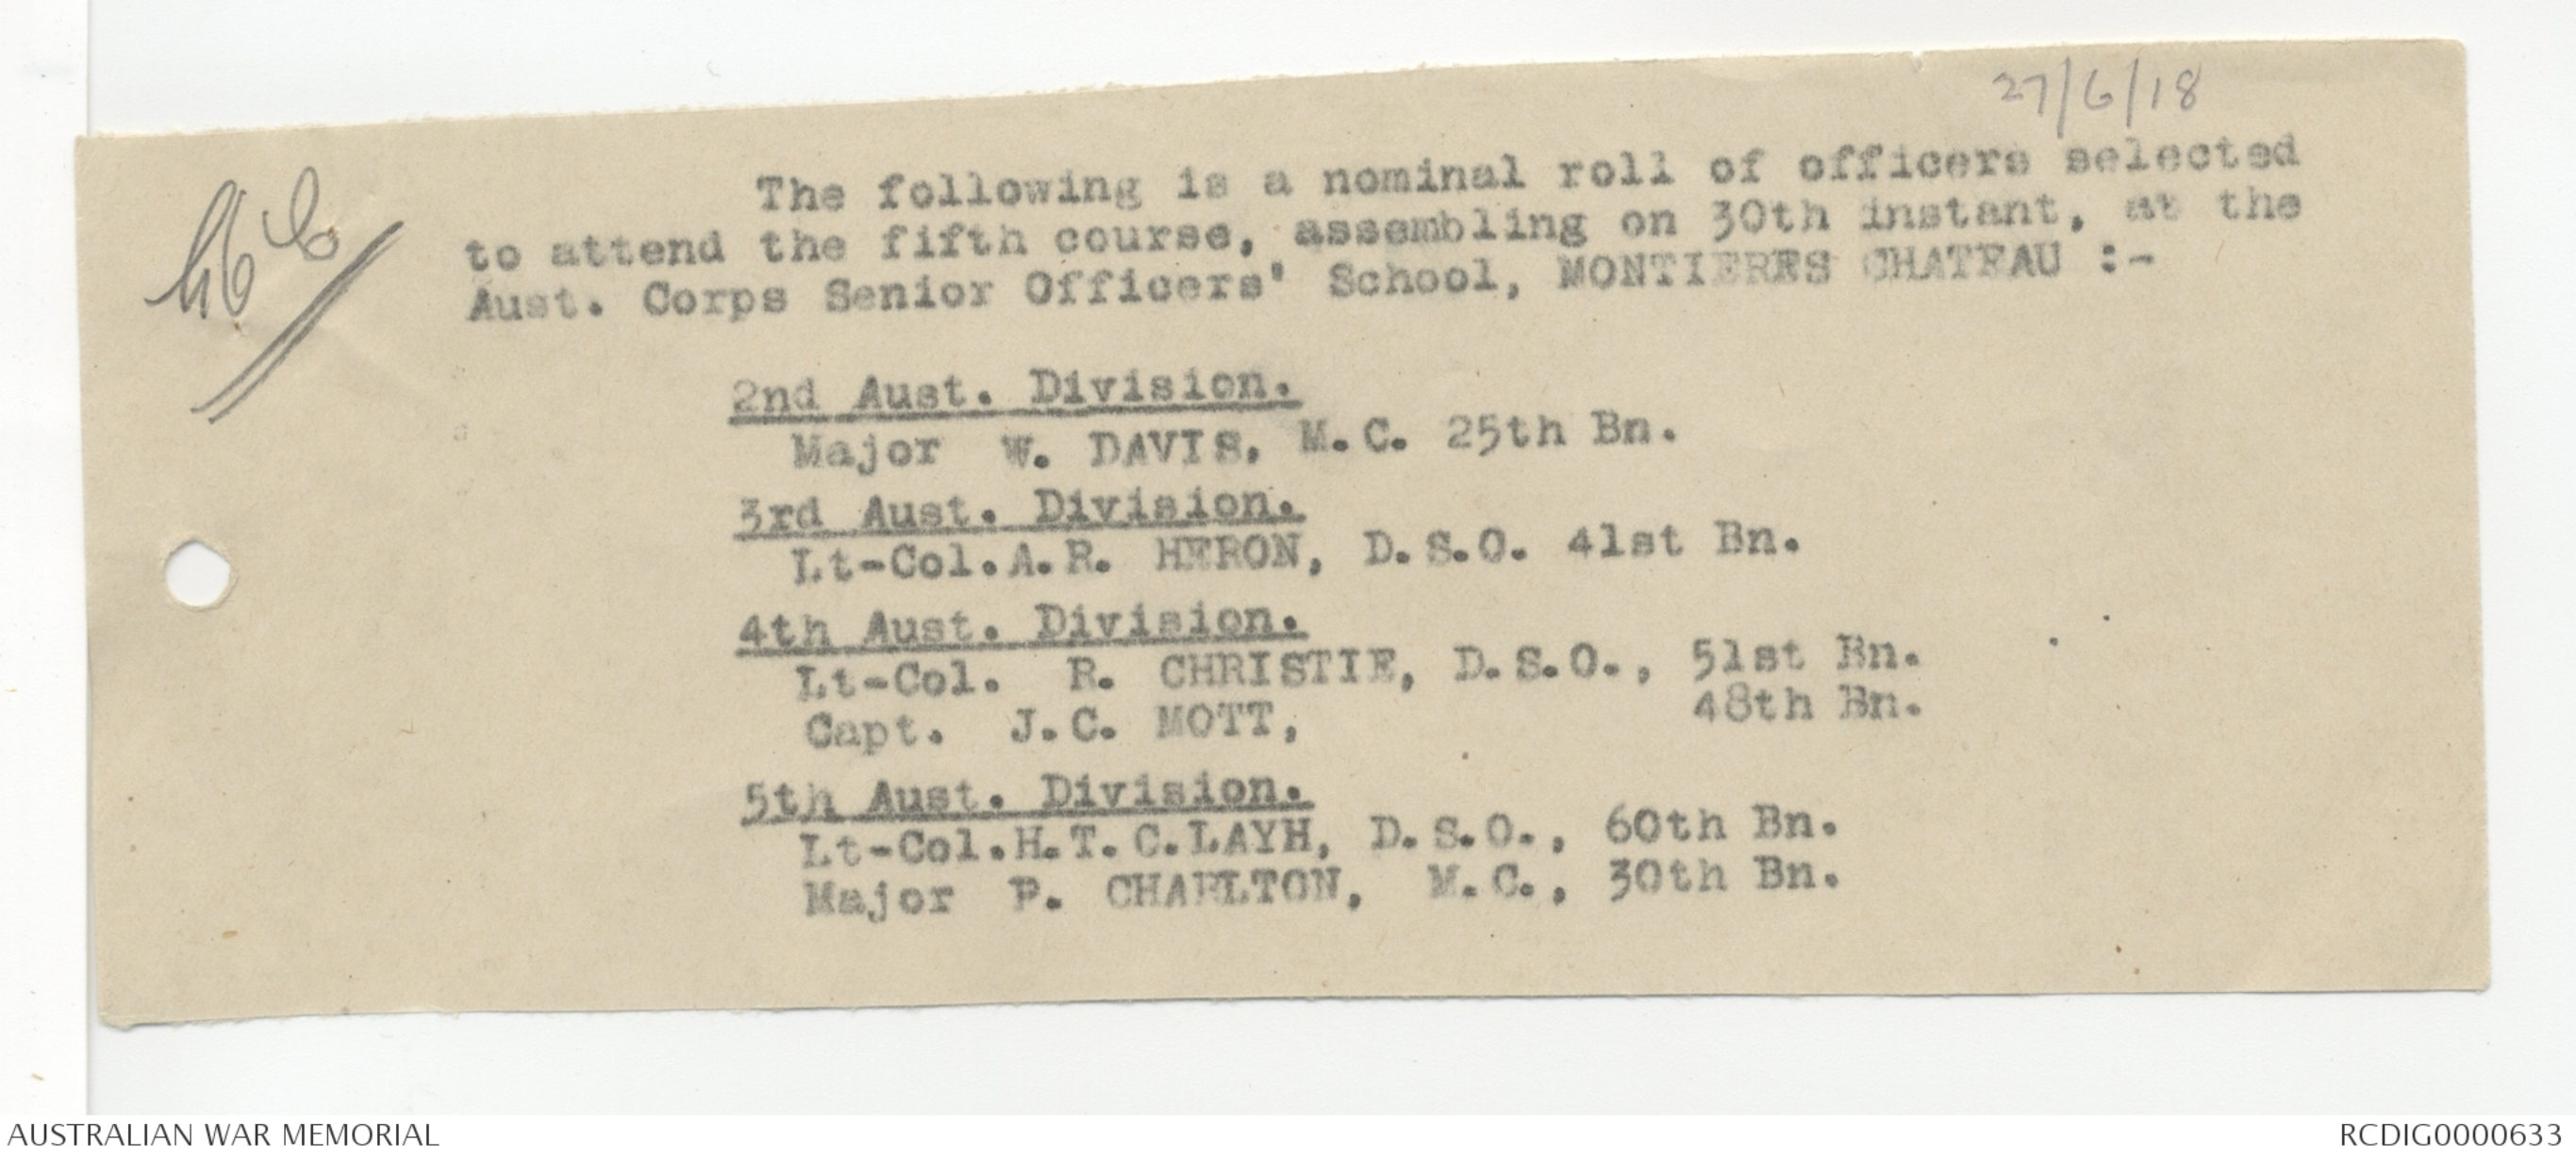 27/6/18
The following is a nominal roll of officers selected
to attend the fifth course, assembling on 30th instant, at the
Aust. Corps Senior Officers' School, MONTIERES CHATEAU :-
2nd Aust. Division.
Major W. DAVIS, M.C. 25th Bn.
3rd Aust. Division.
Lt-Col.A.R. HERON, D.S.O. 41st Bn.
4th Aust. Division.
Lt-Col. R. CHRISTIE, D.S.O., 51st Bn.
Capt. J.C. MOTT, 48th Bn.
5th Aust. Division.
Lt-Col.H.T.C.LAYH, D.S.O., 60th Bn.
Major P. CHARLTON, M.C., 30th Bn.
AUSTRALIAN WAR MEMORIAL
RCDIG0000633